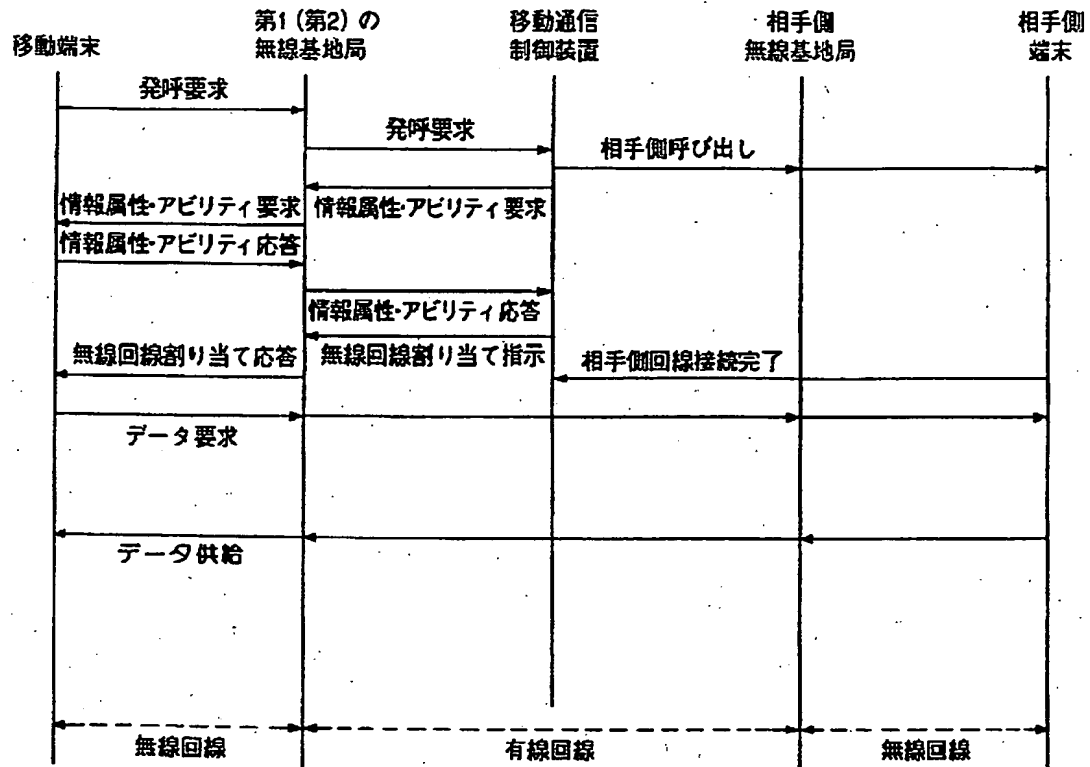 移動端末
第1(第2)の
無線基地局
移動通信
制御装置
相手側
無線基地局
相手側
端末
発呼要求
発呼要求
相手側呼び出し
情報属性・アビリティ要求
情報属性・アビリティ要求
情報属性・アビリティ応答
情報属性・アビリティ応答
無線回線割り当て応答
無線回線割り当て指示
相手側回線接続完了
データ要求
データ供給
無線回線
有線回線
無線回線